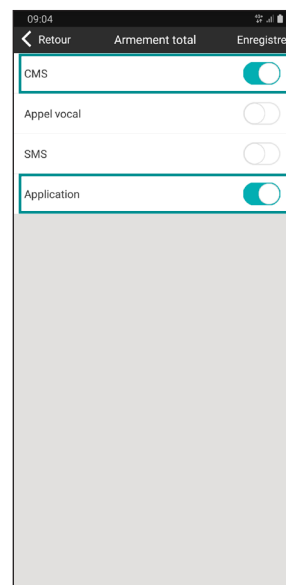 09:04
Retour Armement total Enregistre
CMS
Appel vocal
SMS
Application